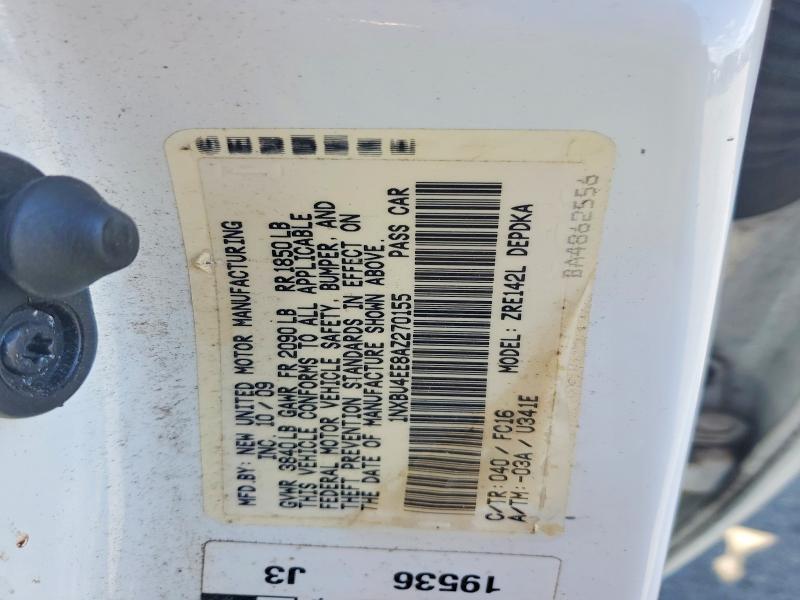 MFD.BY: NEW UNITED MOTOR MANUFACTURING
INC. 10/09
GVWR 3840LB GAWR FR 2090LB RR 1850LB
THIS VEHICLE CONFORMS TO ALL APPLICABLE
FEDERAL MOTOR VEHICLE SAFETY, BUMPER, AND
THEFT PREVENTION STANDARDS IN EFFECT ON
THE DATE OF MANUFACTURE SHOWN ABOVE.
1NXBU4EE8AZ270155 PASS CAR
MODEL: ZRE142L DEPDKA
C/TR: 040 / FC16
A/TM: -03A / U341E
BA4862556
J3
19536